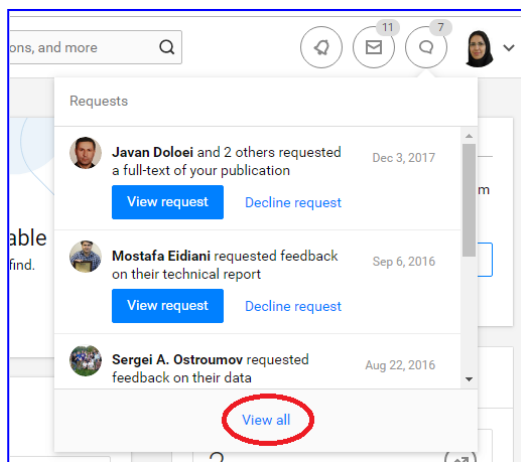 ons, and more
11
7
Requests
Javan Doloei and 2 others requested
a full-text of your publication
Dec 3, 2017
View request
Decline request
m
able
find.
Mostafa Eidiani requested feedback
on their technical report
Sep 6, 2016
View request
Decline request
Sergei A. Ostroumov requested
feedback on their data
Aug 22, 2016
View all